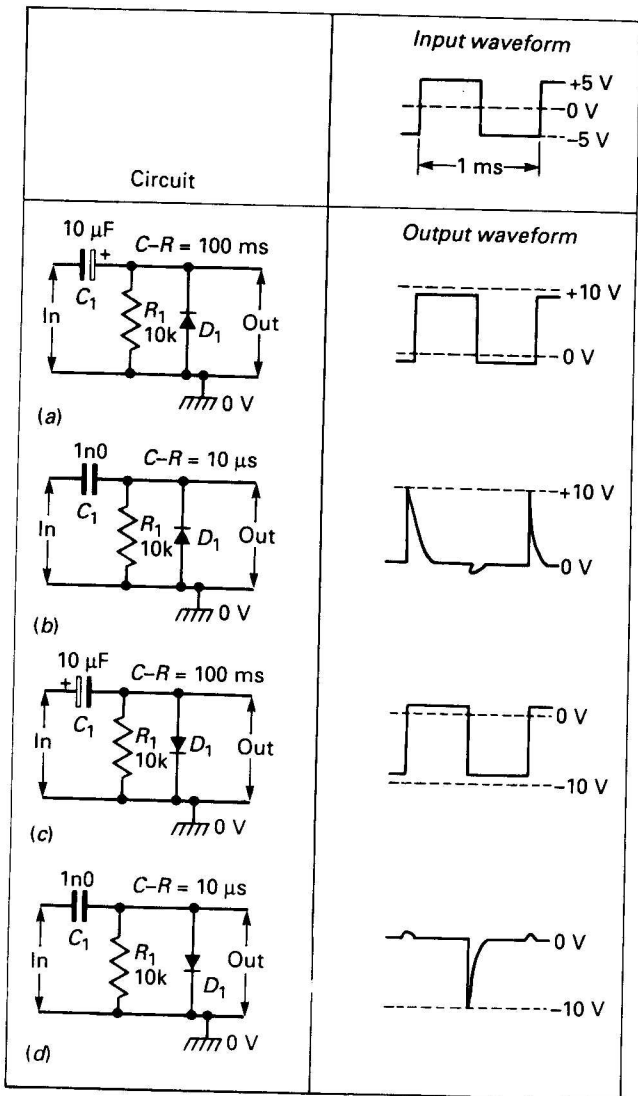 Input waveform
+5 V
0 V
−5 V
1 ms
Circuit
Output waveform
10 µF
+
C–R = 100 ms
C1
R1
10k
D1
In
Out
0 V
(a)
+10 V
0 V
1n0
C–R = 10 µs
C1
R1
10k
D1
In
Out
0 V
(b)
+10 V
0 V
10 µF
+
C–R = 100 ms
C1
R1
10k
D1
In
Out
0 V
(c)
0 V
−10 V
1n0
C–R = 10 µs
C1
R1
10k
D1
In
Out
0 V
(d)
0 V
−10 V